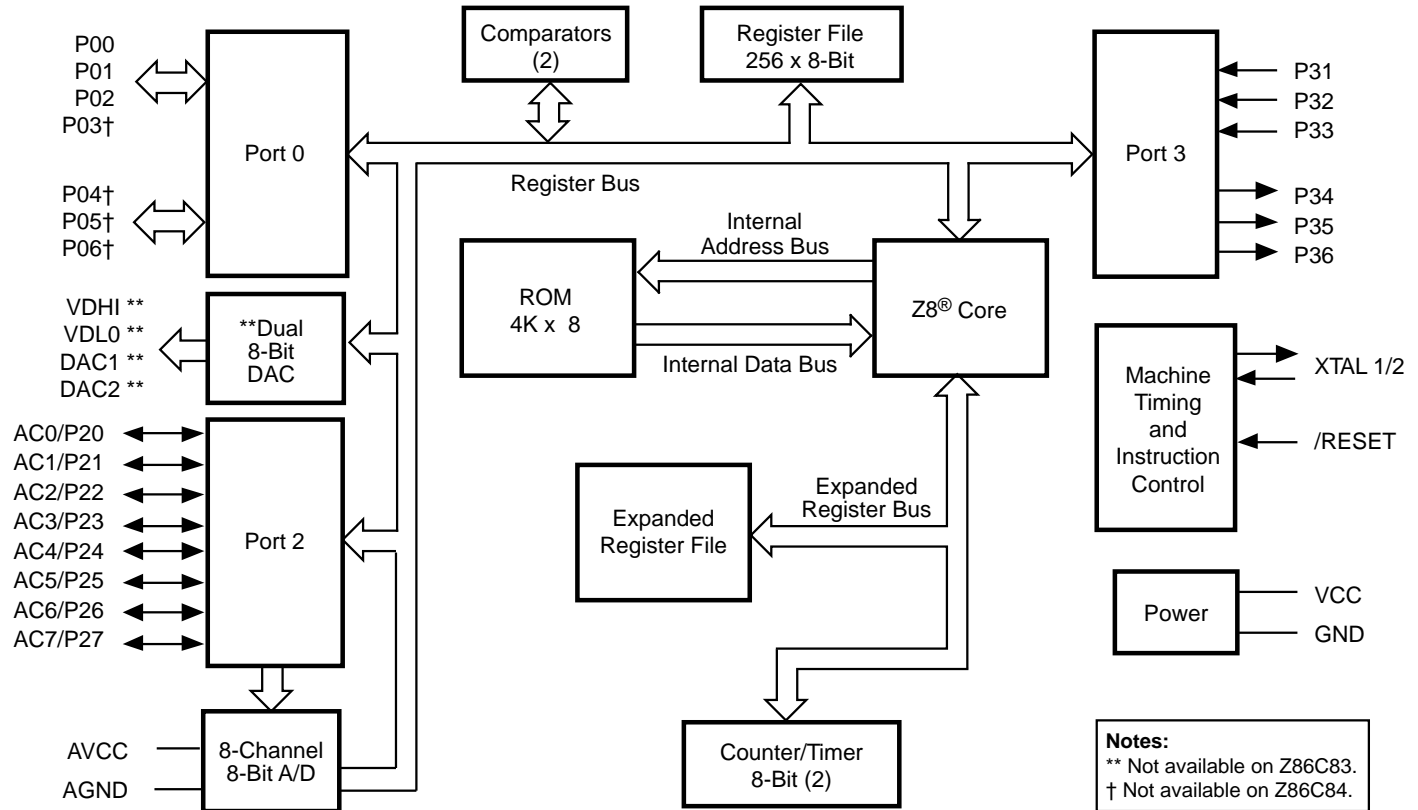 P00
P01
P02
P03†
P04†
P05†
P06†
Port 0
Comparators
(2)
Register File
256 x 8-Bit
Port 3
P31
P32
P33
P34
P35
P36
Register Bus
Internal
Address Bus
ROM
4K x 8
Z8® Core
Internal Data Bus
VDHI **
VDL0 **
DAC1 **
DAC2 **
**Dual
8-Bit
DAC
Machine
Timing
and
Instruction
Control
XTAL 1/2
/RESET
AC0/P20
AC1/P21
AC2/P22
AC3/P23
AC4/P24
AC5/P25
AC6/P26
AC7/P27
Port 2
Expanded
Register File
Expanded
Register Bus
Power
VCC
GND
AVCC
AGND
8-Channel
8-Bit A/D
Counter/Timer
8-Bit (2)
Notes:
** Not available on Z86C83.
† Not available on Z86C84.